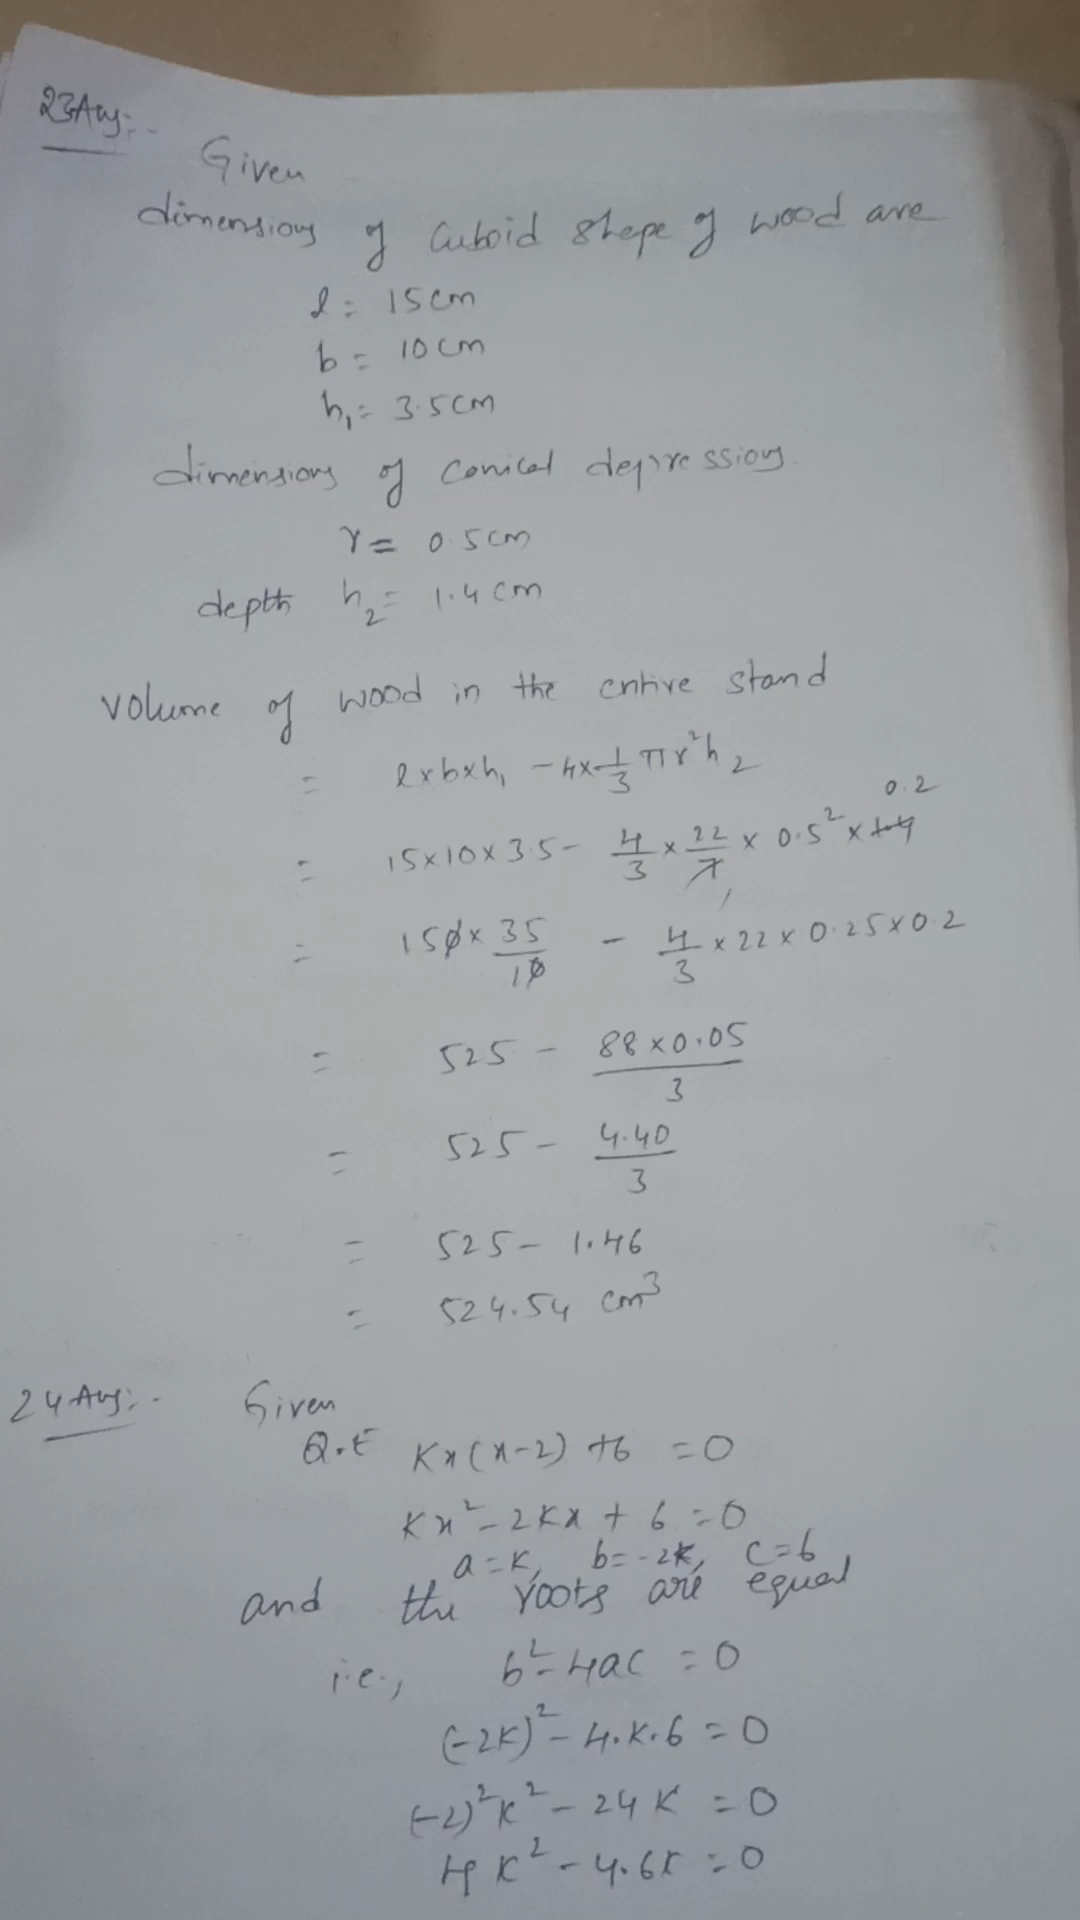 23Ans:-
Given
dimensions of Cuboid shape of wood are
l = 15cm
b = 10cm
h₁ = 3.5cm
dimensions of conical depressions.
r = 0.5cm
depth h₂ = 1.4cm
volume of wood in the entire stand
= l×b×h₁ - 4×1/3 πr²h₂
= 15×10×3.5 - 4/3 × 22/7 × 0.5² × 1.4 0.2
= 150× 35/10 - 4/3 × 22 × 0.25×0.2
= 525 - 88×0.05/3
= 525 - 4.40/3
= 525 - 1.46
= 524.54 cm³
24Ans:- Given
Q.E Kx(x-2) +6 =0
Kx² - 2Kx + 6 =0
a=K, b=-2K, c=6
and the roots are equal
i.e., b²-4ac =0
(-2K)² - 4.K.6 =0
(-2)²K² - 24K =0
4K² - 4.6K =0